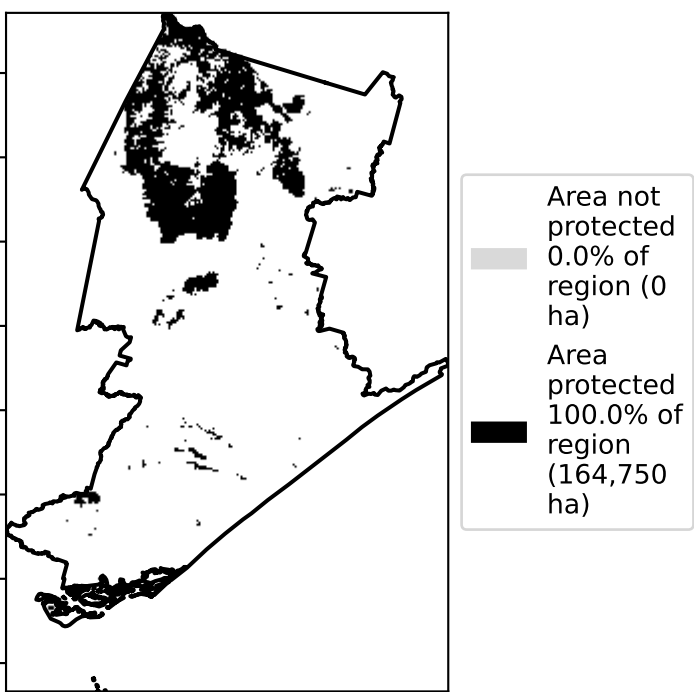 Area not
protected
0.0% of
region (0
ha)
Area
protected
100.0% of
region
(164,750
ha)